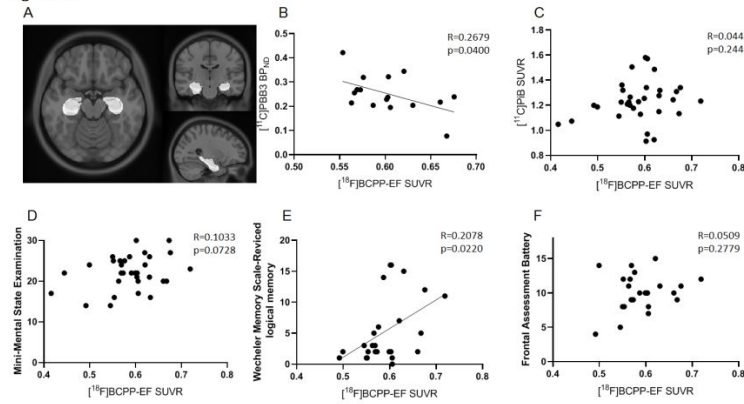 A
B
R=0.2679
p=0.0400
[¹¹C]PBB3 BPND
0.5
0.4
0.3
0.2
0.1
0.0
0.50 0.55 0.60 0.65 0.70
[¹⁸F]BCPP-EF SUVR
C
R=0.044
p=0.244
[¹¹C]PiB SUVR
1.8
1.6
1.4
1.2
1.0
0.8
0.4 0.5 0.6 0.7 0.8
[¹⁸F]BCPP-EF SUVR
D
R=0.1033
p=0.0728
Mini-Mental State Examination
30
20
10
0
0.4 0.5 0.6 0.7 0.8
[¹⁸F]BCPP-EF SUVR
E
R=0.2078
p=0.0220
Wecheler Memory Scale-Reviced
logical memory
20
15
10
5
0
0.4 0.5 0.6 0.7 0.8
[¹⁸F]BCPP-EF SUVR
F
R=0.0509
p=0.2779
Frontal Assessment Battery
15
10
5
0
0.4 0.5 0.6 0.7 0.8
[¹⁸F]BCPP-EF SUVR